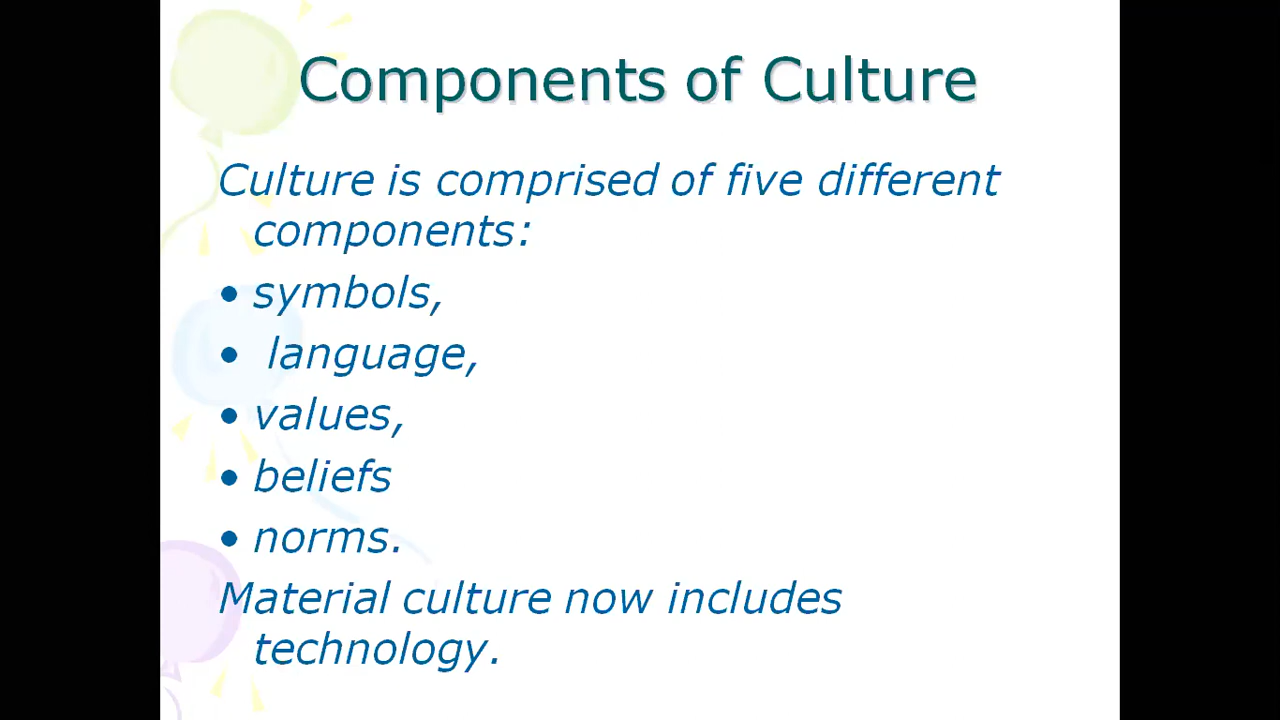 Components of Culture
Culture is comprised of five different
components:
• symbols,
• language,
• values,
• beliefs
• norms.
Material culture now includes
technology.